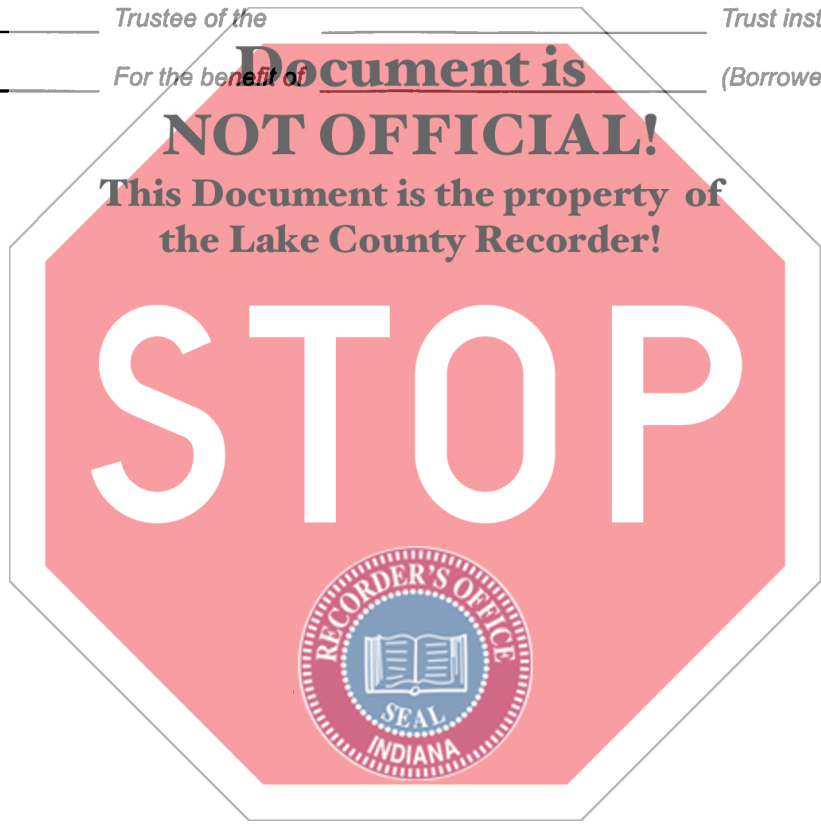 Trustee of the Trust inst
For the benefit of (Borrowe
Document is
NOT OFFICIAL!
This Document is the property of
the Lake County Recorder!
STOP
RECORDER'S OFFICE
SEAL
INDIANA